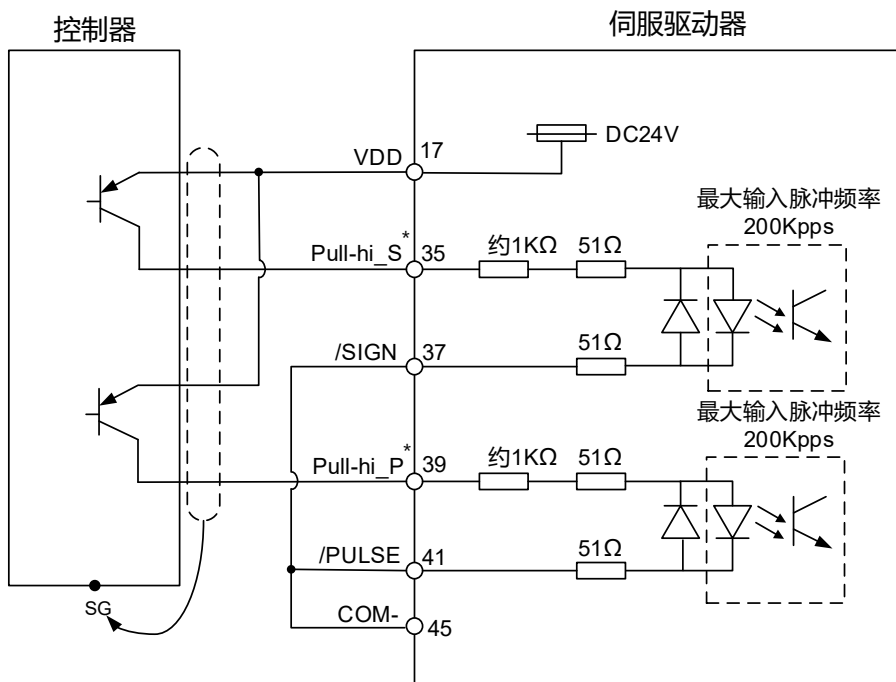 控制器
伺服驱动器
VDD
17
DC24V
最大输入脉冲频率
200Kpps
Pull-hi_S*
35
约1KΩ
51Ω
/SIGN
37
51Ω
最大输入脉冲频率
200Kpps
Pull-hi_P*
39
约1KΩ
51Ω
/PULSE
41
51Ω
SG
COM-
45